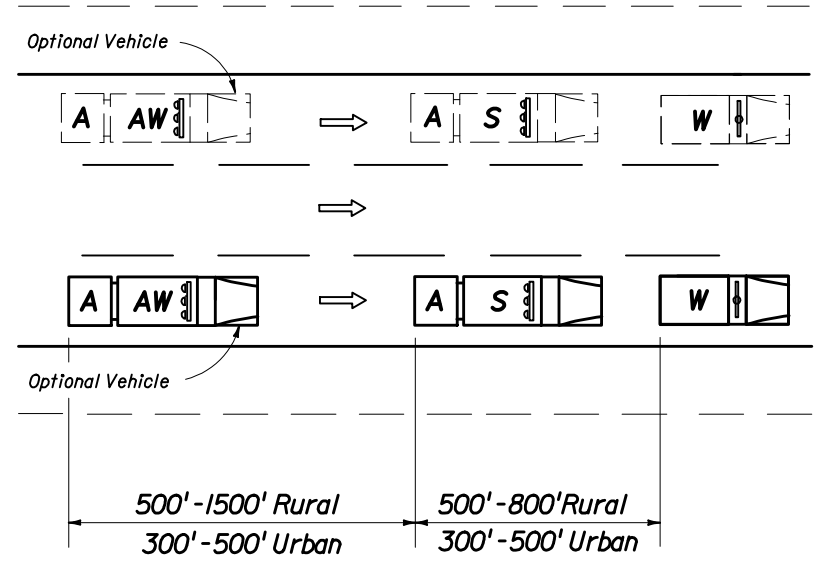 Optional Vehicle
A AW A S W
A AW A S W
Optional Vehicle
500'-1500' Rural 500'-800'Rural
300'-500' Urban 300'-500' Urban